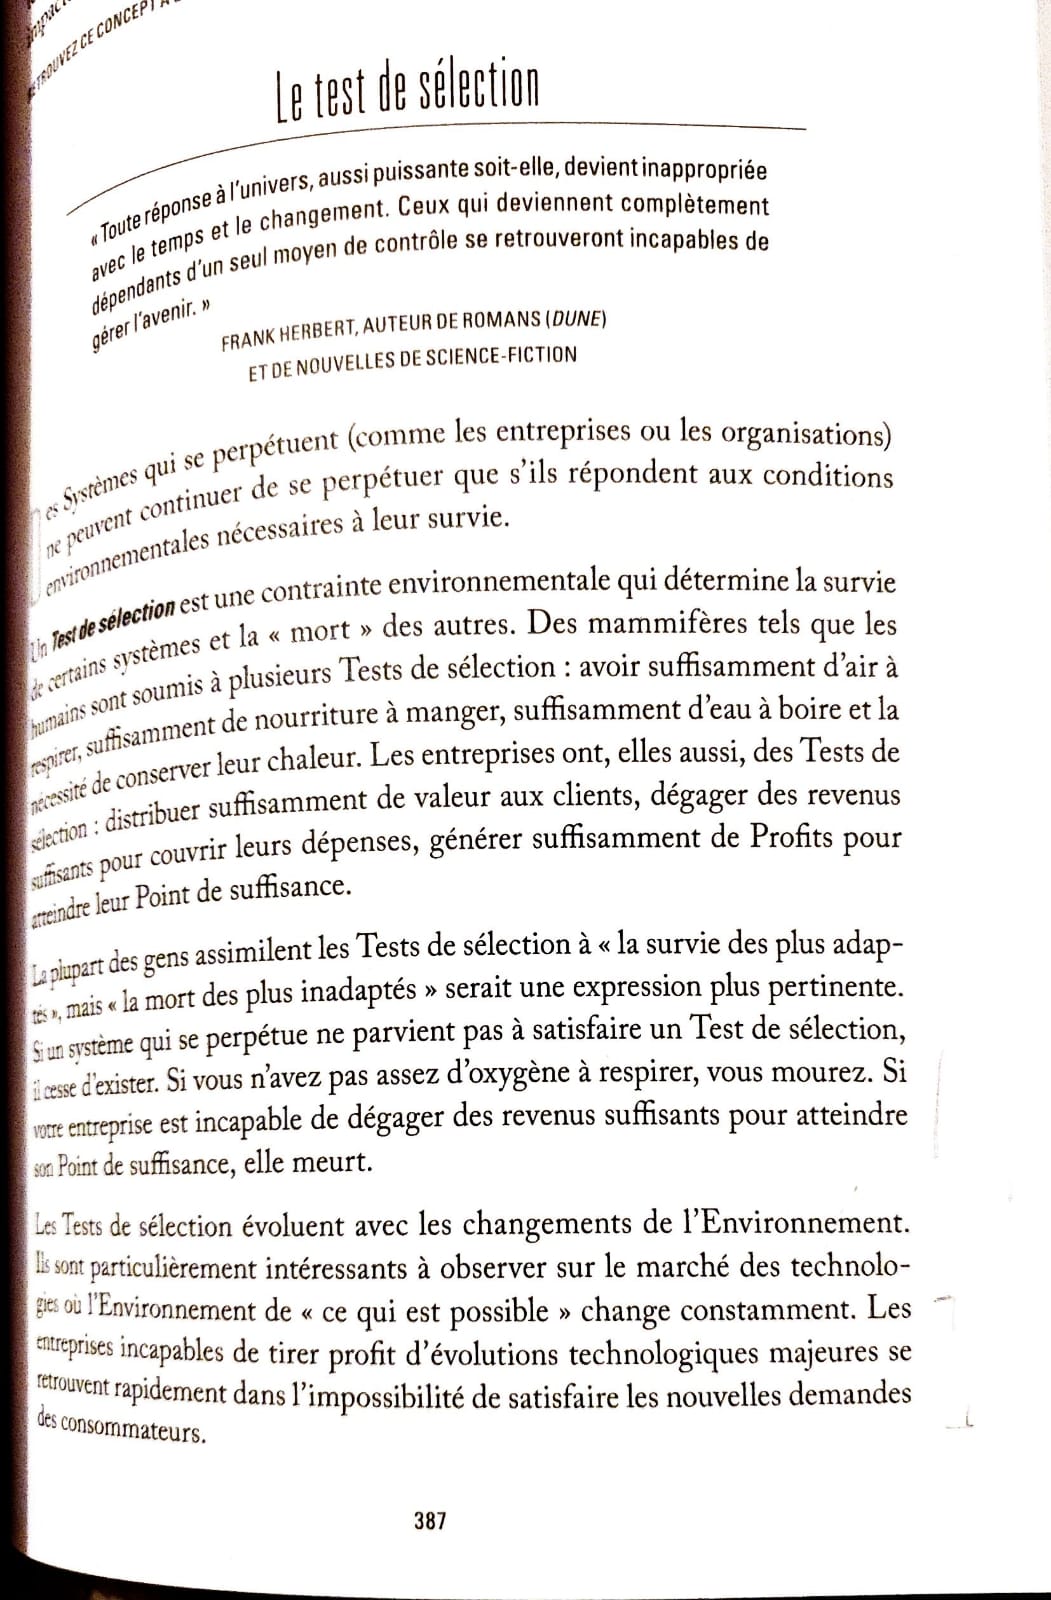 TROUVEZ CE CONCEPT
Le test de sélection
« Toute réponse à l'univers, aussi puissante soit-elle, devient inappropriée
avec le temps et le changement. Ceux qui deviennent complètement
dépendants d'un seul moyen de contrôle se retrouveront incapables de
gérer l'avenir. »
FRANK HERBERT, AUTEUR DE ROMANS (DUNE)
ET DE NOUVELLES DE SCIENCE-FICTION
es Systèmes qui se perpétuent (comme les entreprises ou les organisations)
ne peuvent continuer de se perpétuer que s'ils répondent aux conditions
environnementales nécessaires à leur survie.
Un Test de sélection est une contrainte environnementale qui détermine la survie
de certains systèmes et la « mort » des autres. Des mammifères tels que les
humains sont soumis à plusieurs Tests de sélection : avoir suffisamment d'air à
respirer, suffisamment de nourriture à manger, suffisamment d'eau à boire et la
nécessité de conserver leur chaleur. Les entreprises ont, elles aussi, des Tests de
sélection : distribuer suffisamment de valeur aux clients, dégager des revenus
suffisants pour couvrir leurs dépenses, générer suffisamment de Profits pour
atteindre leur Point de suffisance.
La plupart des gens assimilent les Tests de sélection à « la survie des plus adap-
tés », mais « la mort des plus inadaptés » serait une expression plus pertinente.
Si un système qui se perpétue ne parvient pas à satisfaire un Test de sélection,
il cesse d'exister. Si vous n'avez pas assez d'oxygène à respirer, vous mourez. Si
votre entreprise est incapable de dégager des revenus suffisants pour atteindre
son Point de suffisance, elle meurt.
Les Tests de sélection évoluent avec les changements de l'Environnement.
Ils sont particulièrement intéressants à observer sur le marché des technolo-
gies où l'Environnement de « ce qui est possible » change constamment. Les
entreprises incapables de tirer profit d'évolutions technologiques majeures se
retrouvent rapidement dans l'impossibilité de satisfaire les nouvelles demandes
des consommateurs.
387